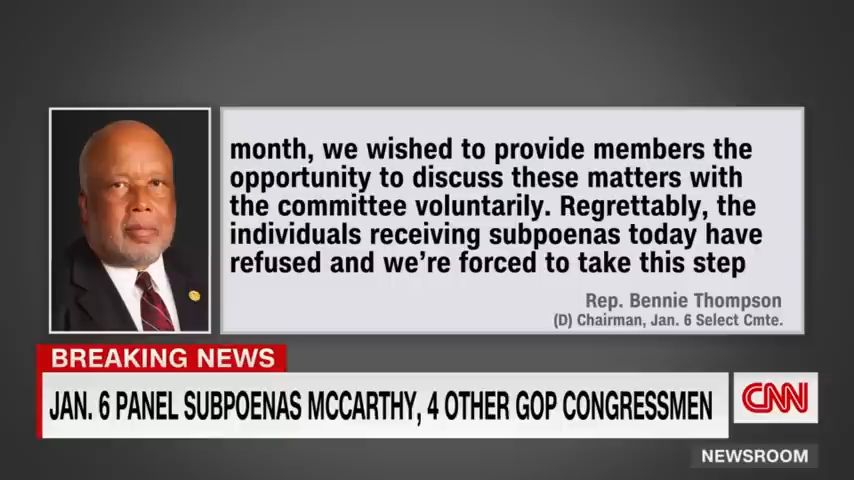 month, we wished to provide members the
opportunity to discuss these matters with
the committee voluntarily. Regrettably, the
individuals receiving subpoenas today have
refused and we're forced to take this step
Rep. Bennie Thompson
(D) Chairman, Jan. 6 Select Cmte.
BREAKING NEWS
JAN. 6 PANEL SUBPOENAS MCCARTHY, 4 OTHER GOP CONGRESSMEN
CNN
NEWSROOM